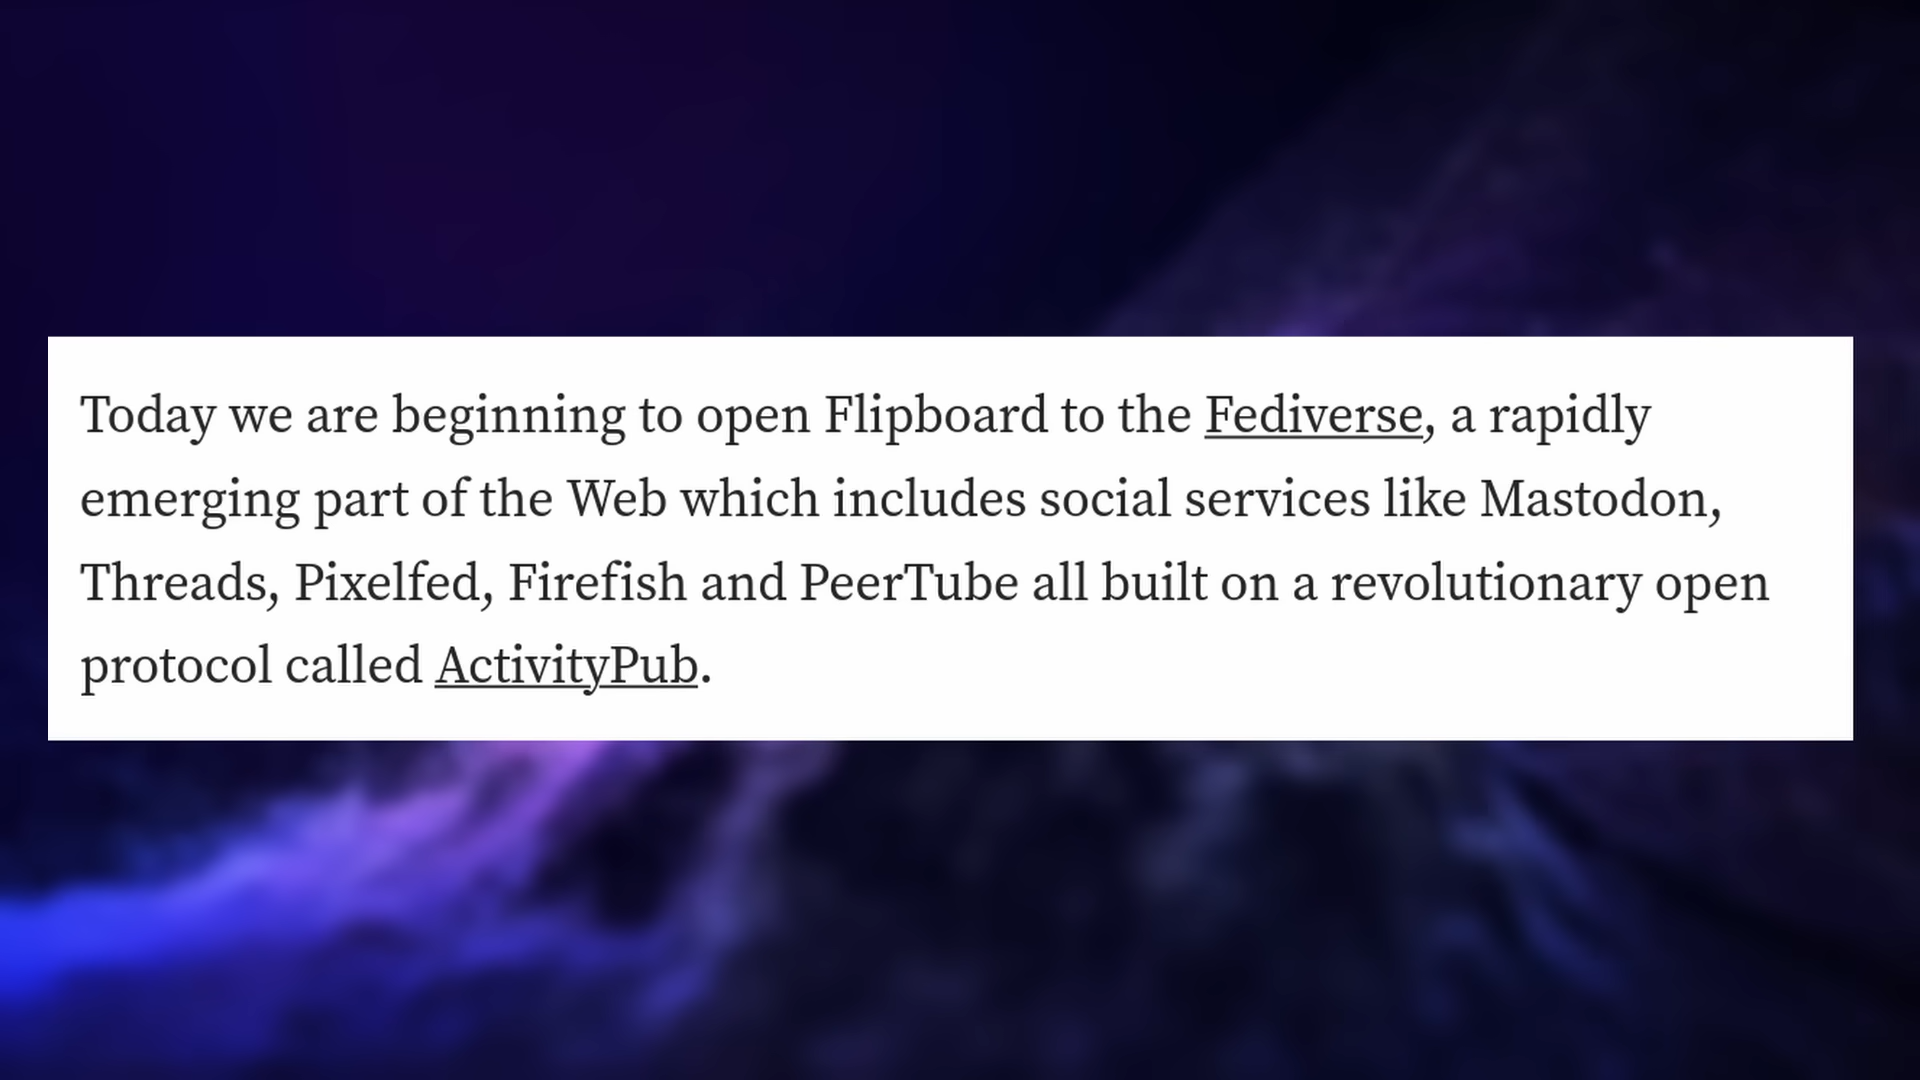 Today we are beginning to open Flipboard to the Fediverse, a rapidly
emerging part of the Web which includes social services like Mastodon,
Threads, Pixelfed, Firefish and PeerTube all built on a revolutionary open
protocol called ActivityPub.